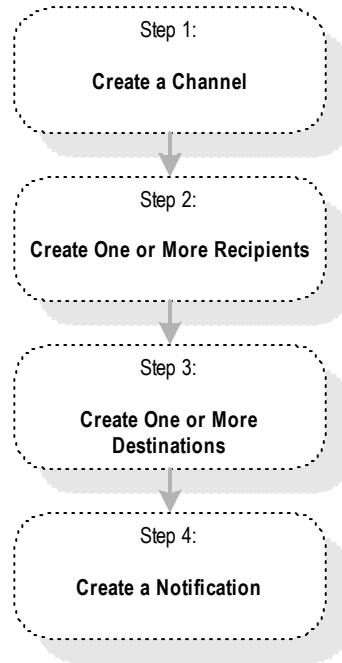 Step 1:
Create a Channel
Step 2:
Create One or More Recipients
Step 3:
Create One or More
Destinations
Step 4:
Create a Notification